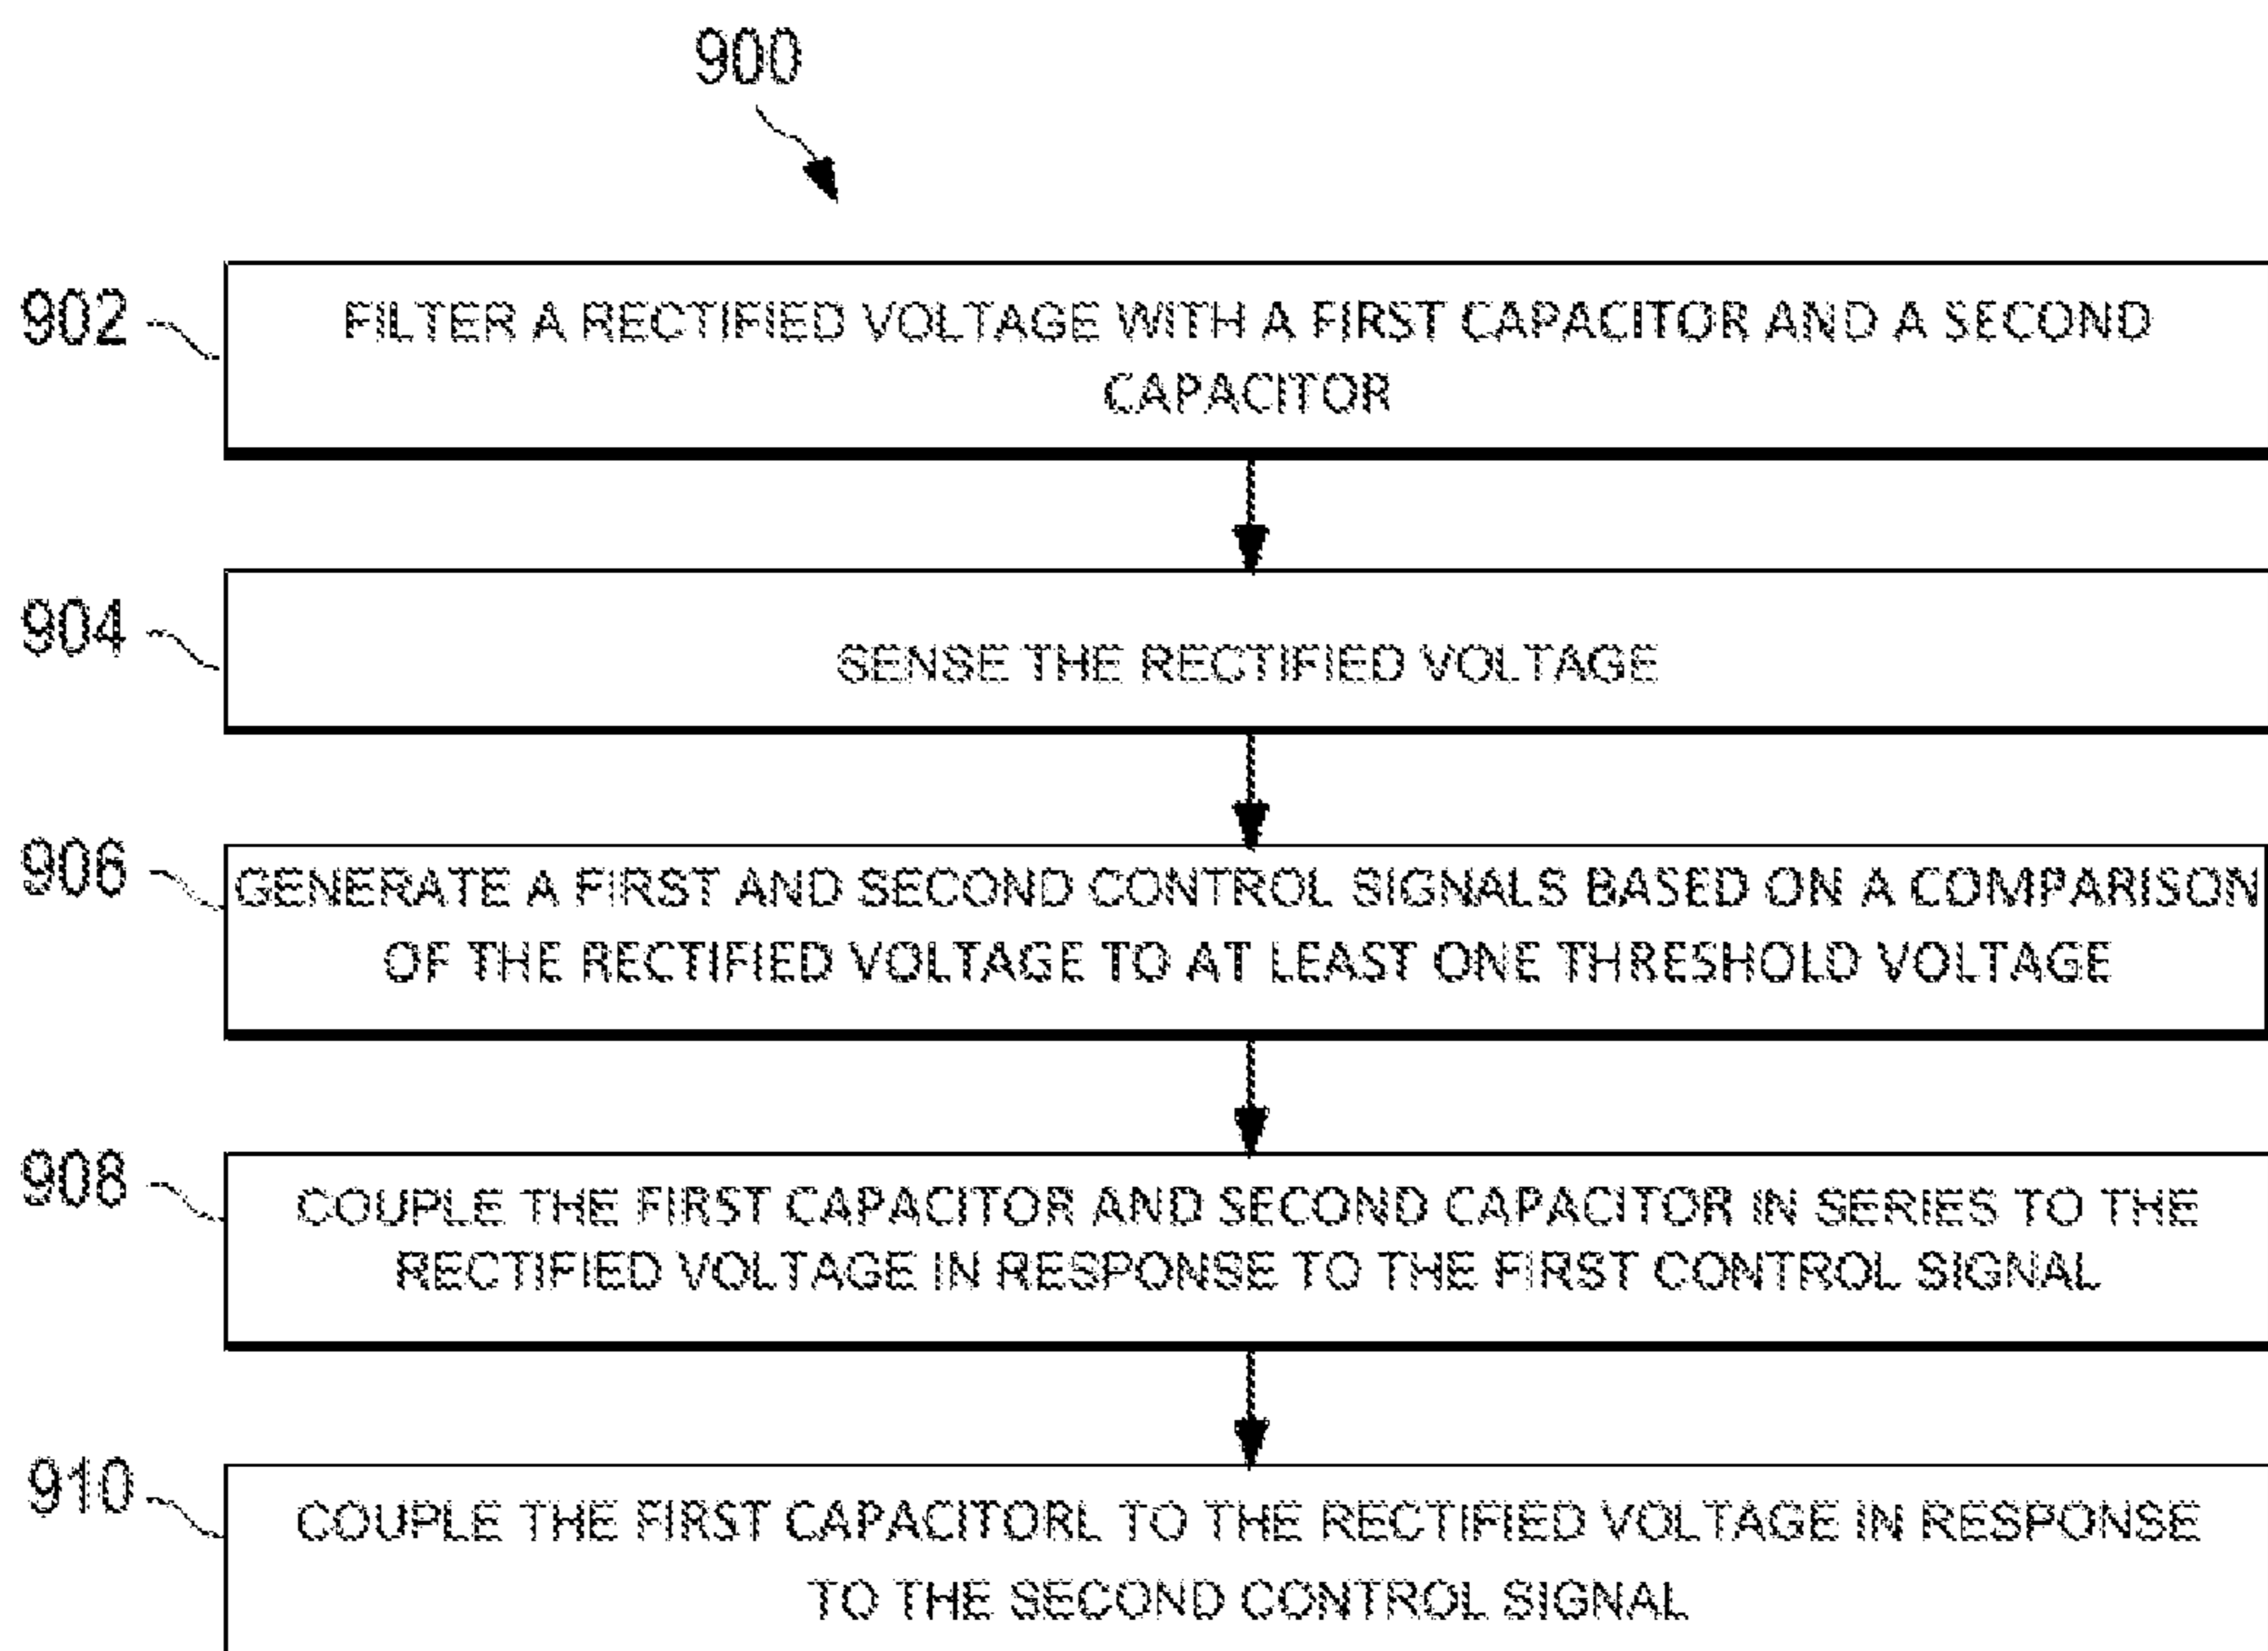 900
902
FILTER A RECTIFIED VOLTAGE WITH A FIRST CAPACITOR AND A SECOND
CAPACITOR
904
SENSE THE RECTIFIED VOLTAGE
906
GENERATE A FIRST AND SECOND CONTROL SIGNALS BASED ON A COMPARISON
OF THE RECTIFIED VOLTAGE TO AT LEAST ONE THRESHOLD VOLTAGE
908
COUPLE THE FIRST CAPACITOR AND SECOND CAPACITOR IN SERIES TO THE
RECTIFIED VOLTAGE IN RESPONSE TO THE FIRST CONTROL SIGNAL
910
COUPLE THE FIRST CAPACITORL TO THE RECTIFIED VOLTAGE IN RESPONSE
TO THE SECOND CONTROL SIGNAL